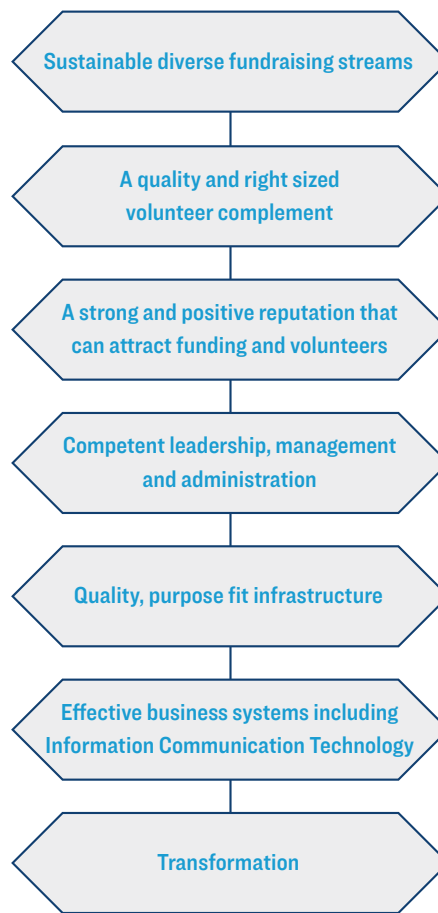 Sustainable diverse fundraising streams
A quality and right sized
volunteer complement
A strong and positive reputation that
can attract funding and volunteers
Competent leadership, management
and administration
Quality, purpose fit infrastructure
Effective business systems including
Information Communication Technology
Transformation